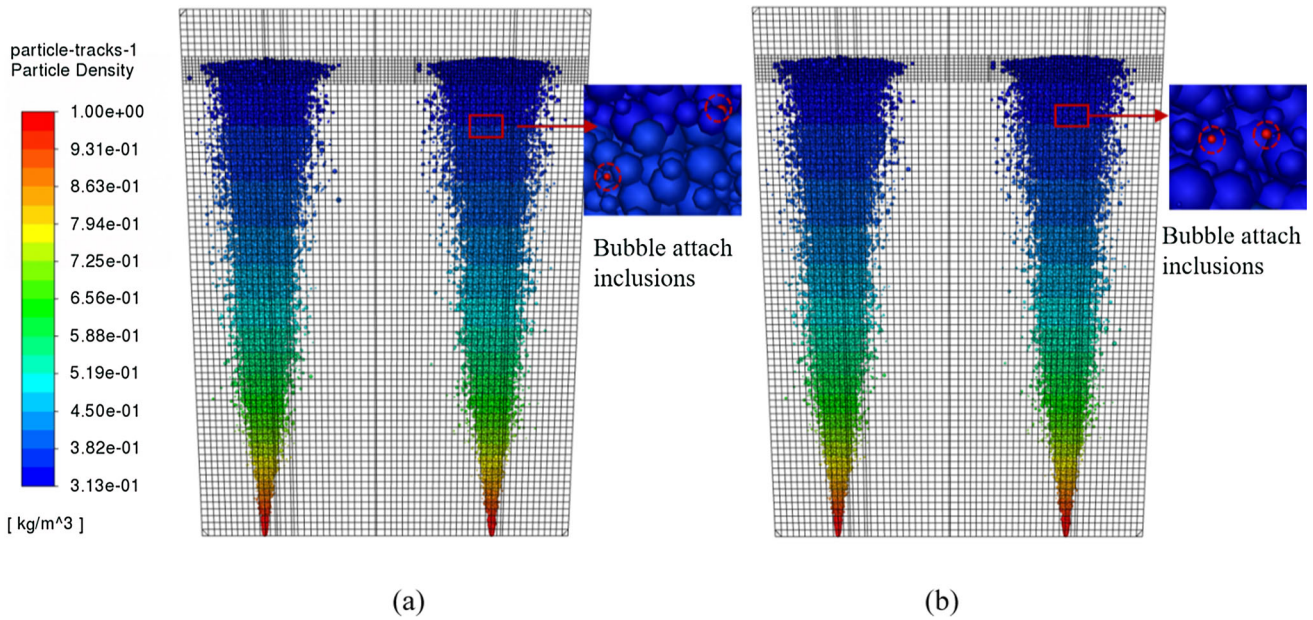 particle-tracks-1
Particle Density
1.00e+00
9.31e-01
8.63e-01
7.94e-01
7.25e-01
6.56e-01
5.88e-01
5.19e-01
4.50e-01
3.82e-01
3.13e-01
[ kg/m^3 ]
Bubble attach
inclusions
Bubble attach
inclusions
(a)
(b)